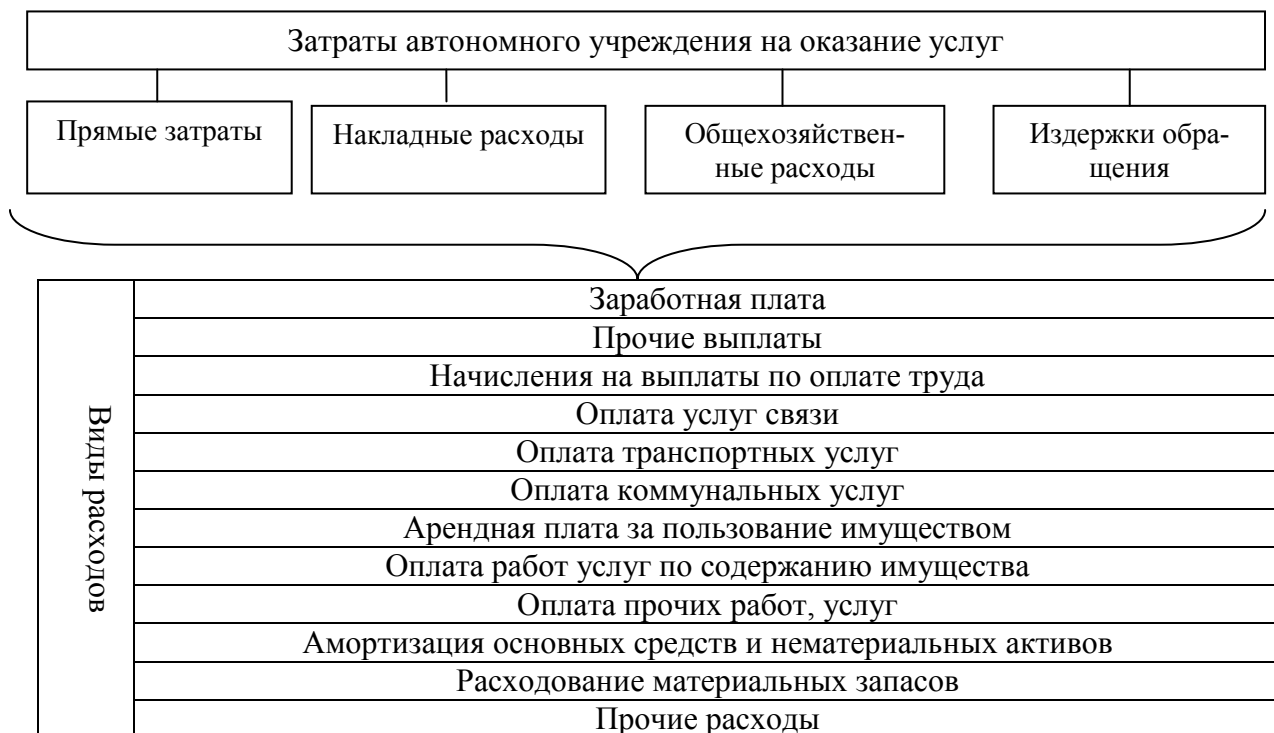 Затраты автономного учреждения на оказание услуг
Прямые затраты
Накладные расходы
Общехозяйствен-
ные расходы
Издержки обра-
щения
Виды расходов
Заработная плата
Прочие выплаты
Начисления на выплаты по оплате труда
Оплата услуг связи
Оплата транспортных услуг
Оплата коммунальных услуг
Арендная плата за пользование имуществом
Оплата работ услуг по содержанию имущества
Оплата прочих работ, услуг
Амортизация основных средств и нематериальных активов
Расходование материальных запасов
Прочие расходы